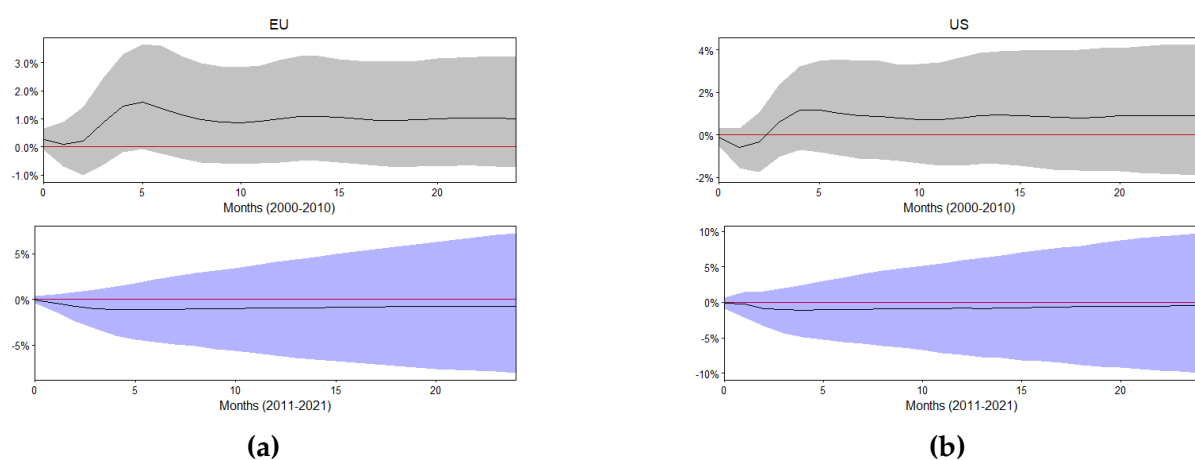 EU
3.0%
2.0%
1.0%
0.0%
-1.0%
0 5 10 15 20
Months (2000-2010)
5%
0%
-5%
0 5 10 15 20
Months (2011-2021)
(a)
US
4%
2%
0%
-2%
0 5 10 15 20
Months (2000-2010)
10%
5%
0%
-5%
-10%
0 5 10 15 20
Months (2011-2021)
(b)